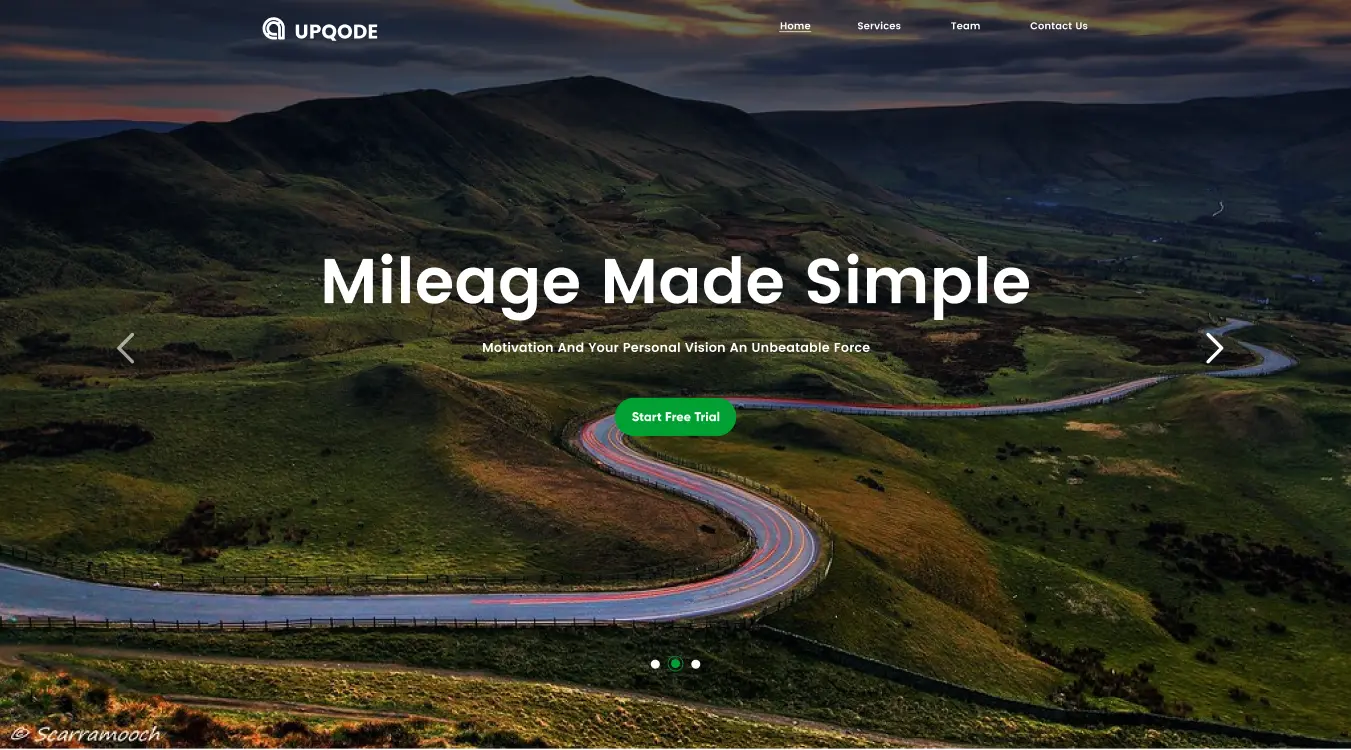 UPQODE
Home Services Team Contact Us
Mileage Made Simple
Motivation And Your Personal Vision An Unbeatable Force
Start Free Trial
© Scarramooch